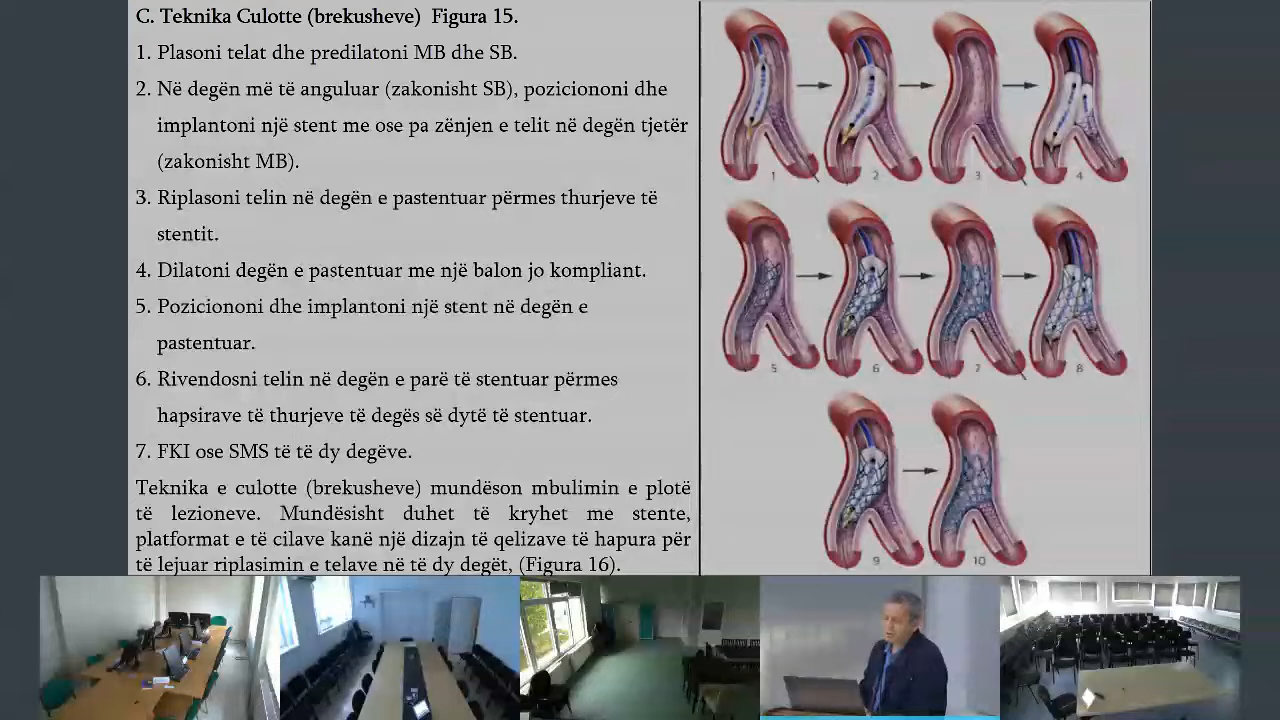 C. Teknika Culotte (brekusheve) Figura 15.
1. Plasoni telat dhe predilatoni MB dhe SB.
2. Në degën më të anguluar (zakonisht SB), poziciononi dhe
implantoni një stent me ose pa zënjen e telit në degën tjetër
(zakonisht MB).
3. Riplasoni telin në degën e pastentuar përmes thurjeve të
stentit.
4. Dilatoni degën e pastentuar me një balon jo kompliant.
5. Poziciononi dhe implantoni një stent në degën e
pastentuar.
6. Rivendosni telin në degën e parë të stentuar përmes
hapsirave të thurjeve të degës së dytë të stentuar.
7. FKI ose SMS të të dy degëve.
Teknika e culotte (brekusheve) mundëson mbulimin e plotë
të lezioneve. Mundësisht duhet të kryhet me stente,
platformat e të cilave kanë një dizajn të qelizave të hapura për
të lejuar riplasimin e telave në të dy degët, (Figura 16).
1 2 3 4
5 6 7 8
9 10